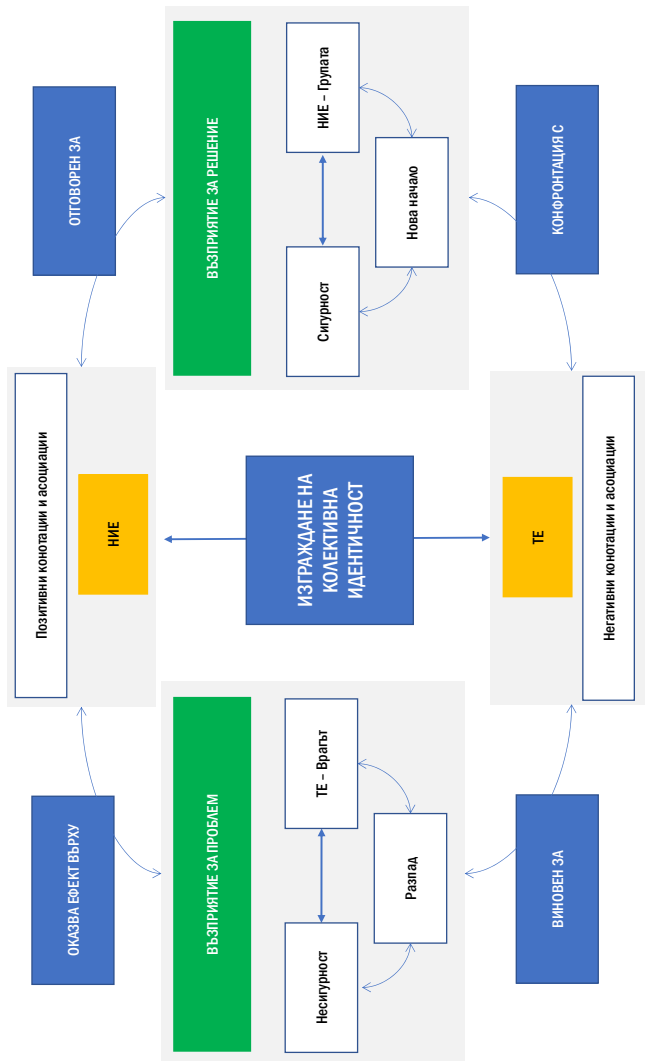 ОКАЗВА ЕФЕКТ ВЪРХУ
Позитивни конотации и асоциации
НИЕ
ОТГОВОРЕН ЗА
ВЪЗПРИЯТИЕ ЗА ПРОБЛЕМ
Несигурност
ТЕ – Врагът
Разпад
ИЗГРАЖДАНЕ НА
КОЛЕКТИВНА
ИДЕНТИЧНОСТ
ВЪЗПРИЯТИЕ ЗА РЕШЕНИЕ
Сигурност
НИЕ – Групата
Нова начало
ВИНОВЕН ЗА
ТЕ
Негативни конотации и асоциации
КОНФРОНТАЦИЯ С